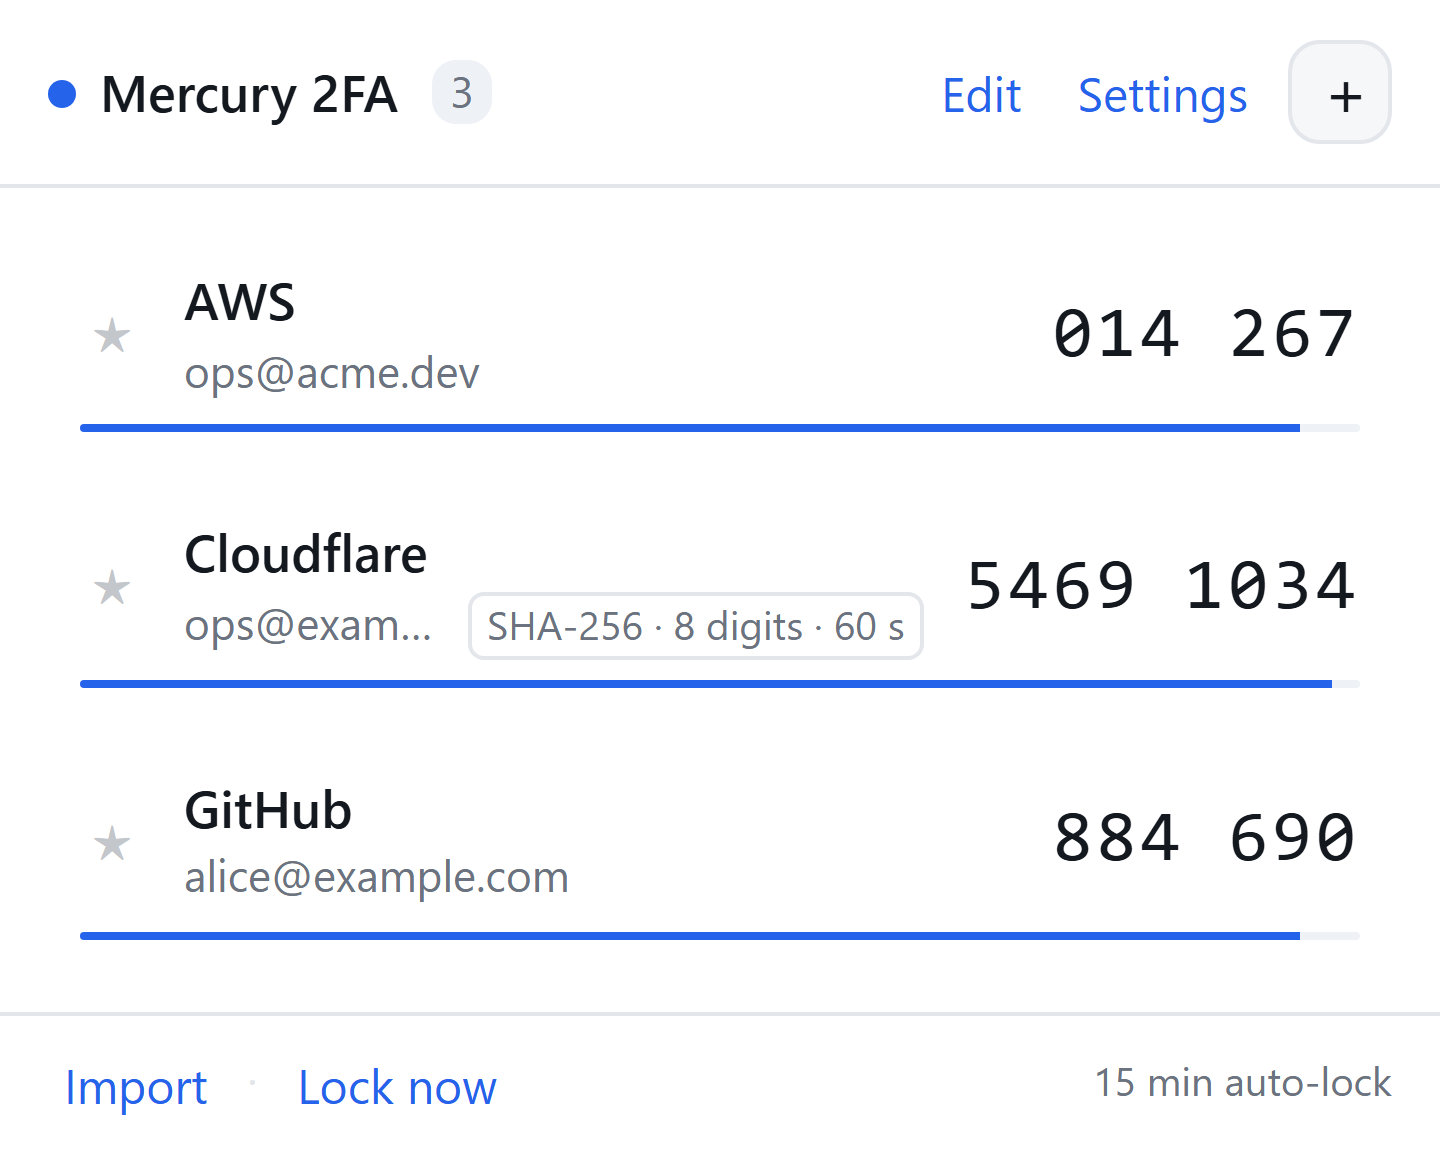 Mercury 2FA 3 Edit Settings +
AWS
ops@acme.dev
014 267
Cloudflare
ops@exam... SHA-256 · 8 digits · 60 s
5469 1034
GitHub
alice@example.com
884 690
Import · Lock now 15 min auto-lock